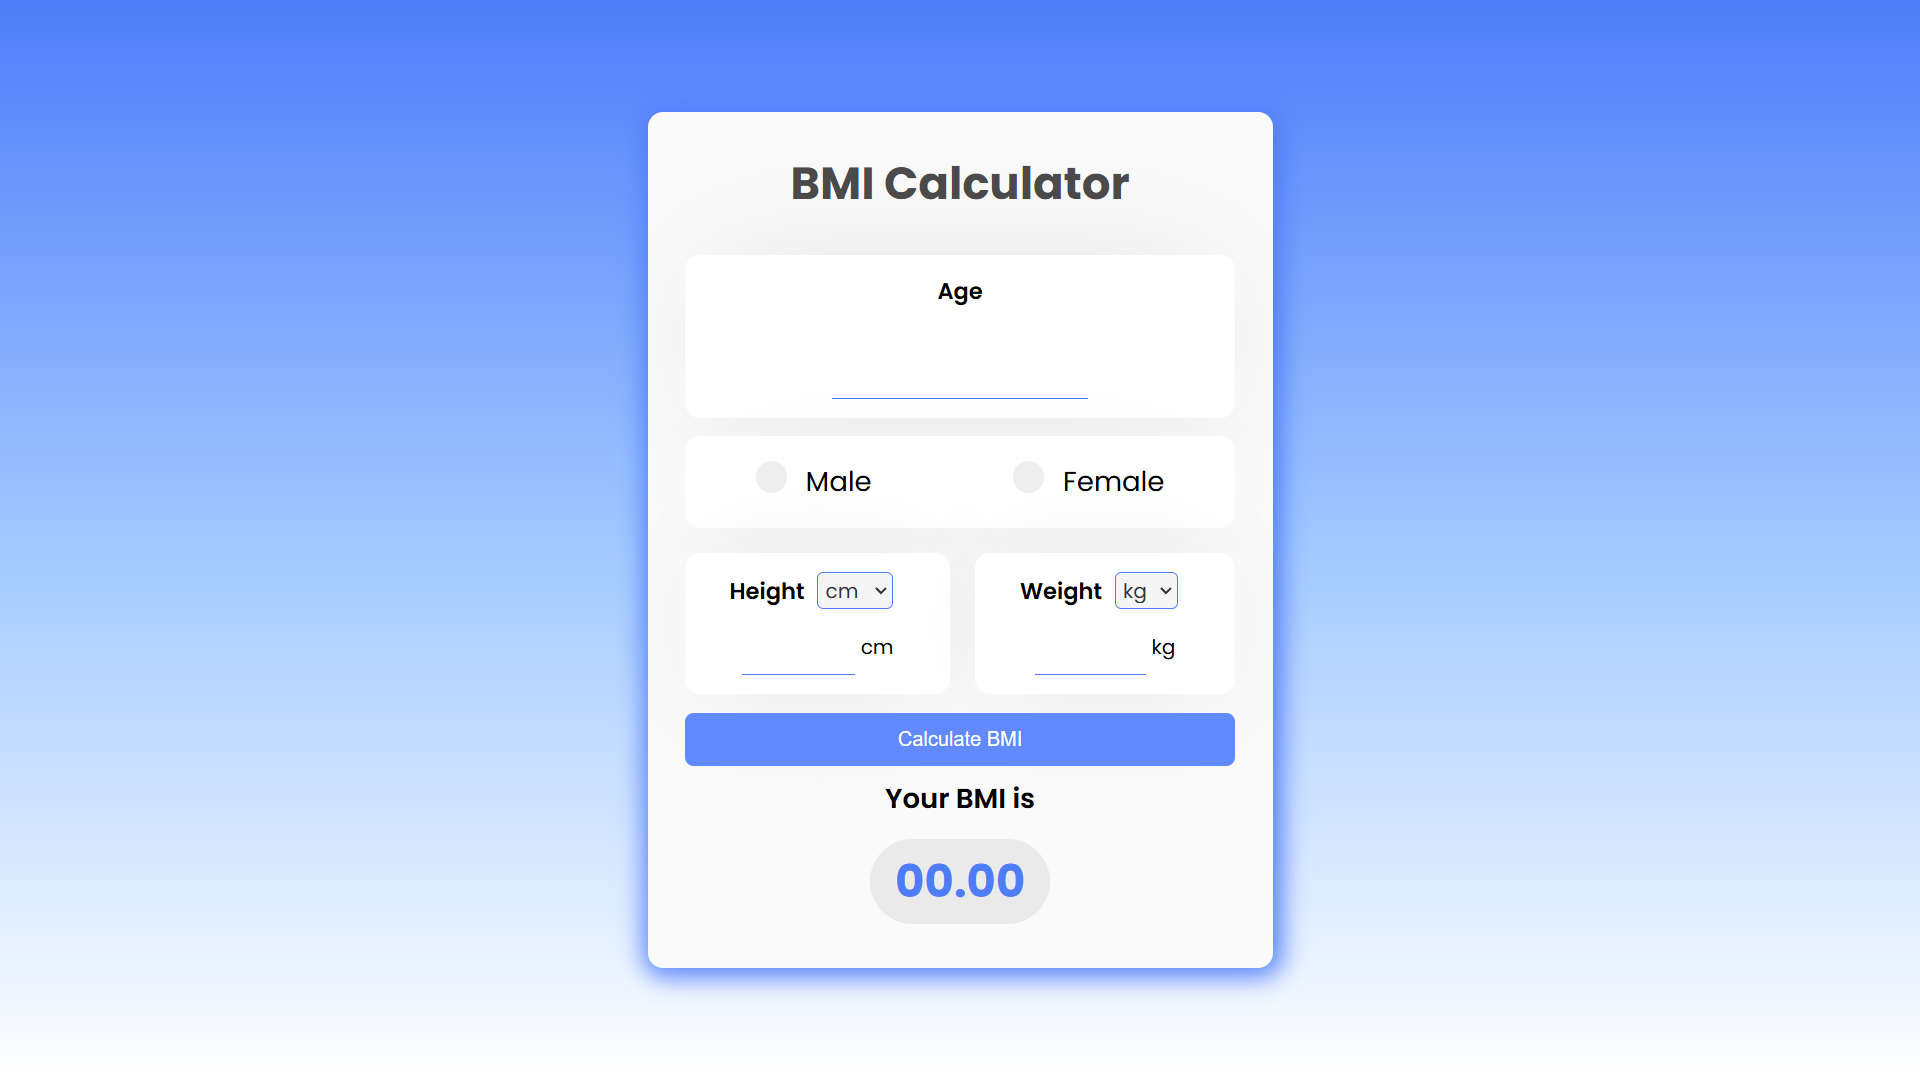 BMI Calculator
Age
Male Female
Height cm Weight kg
cm kg
Calculate BMI
Your BMI is
00.00